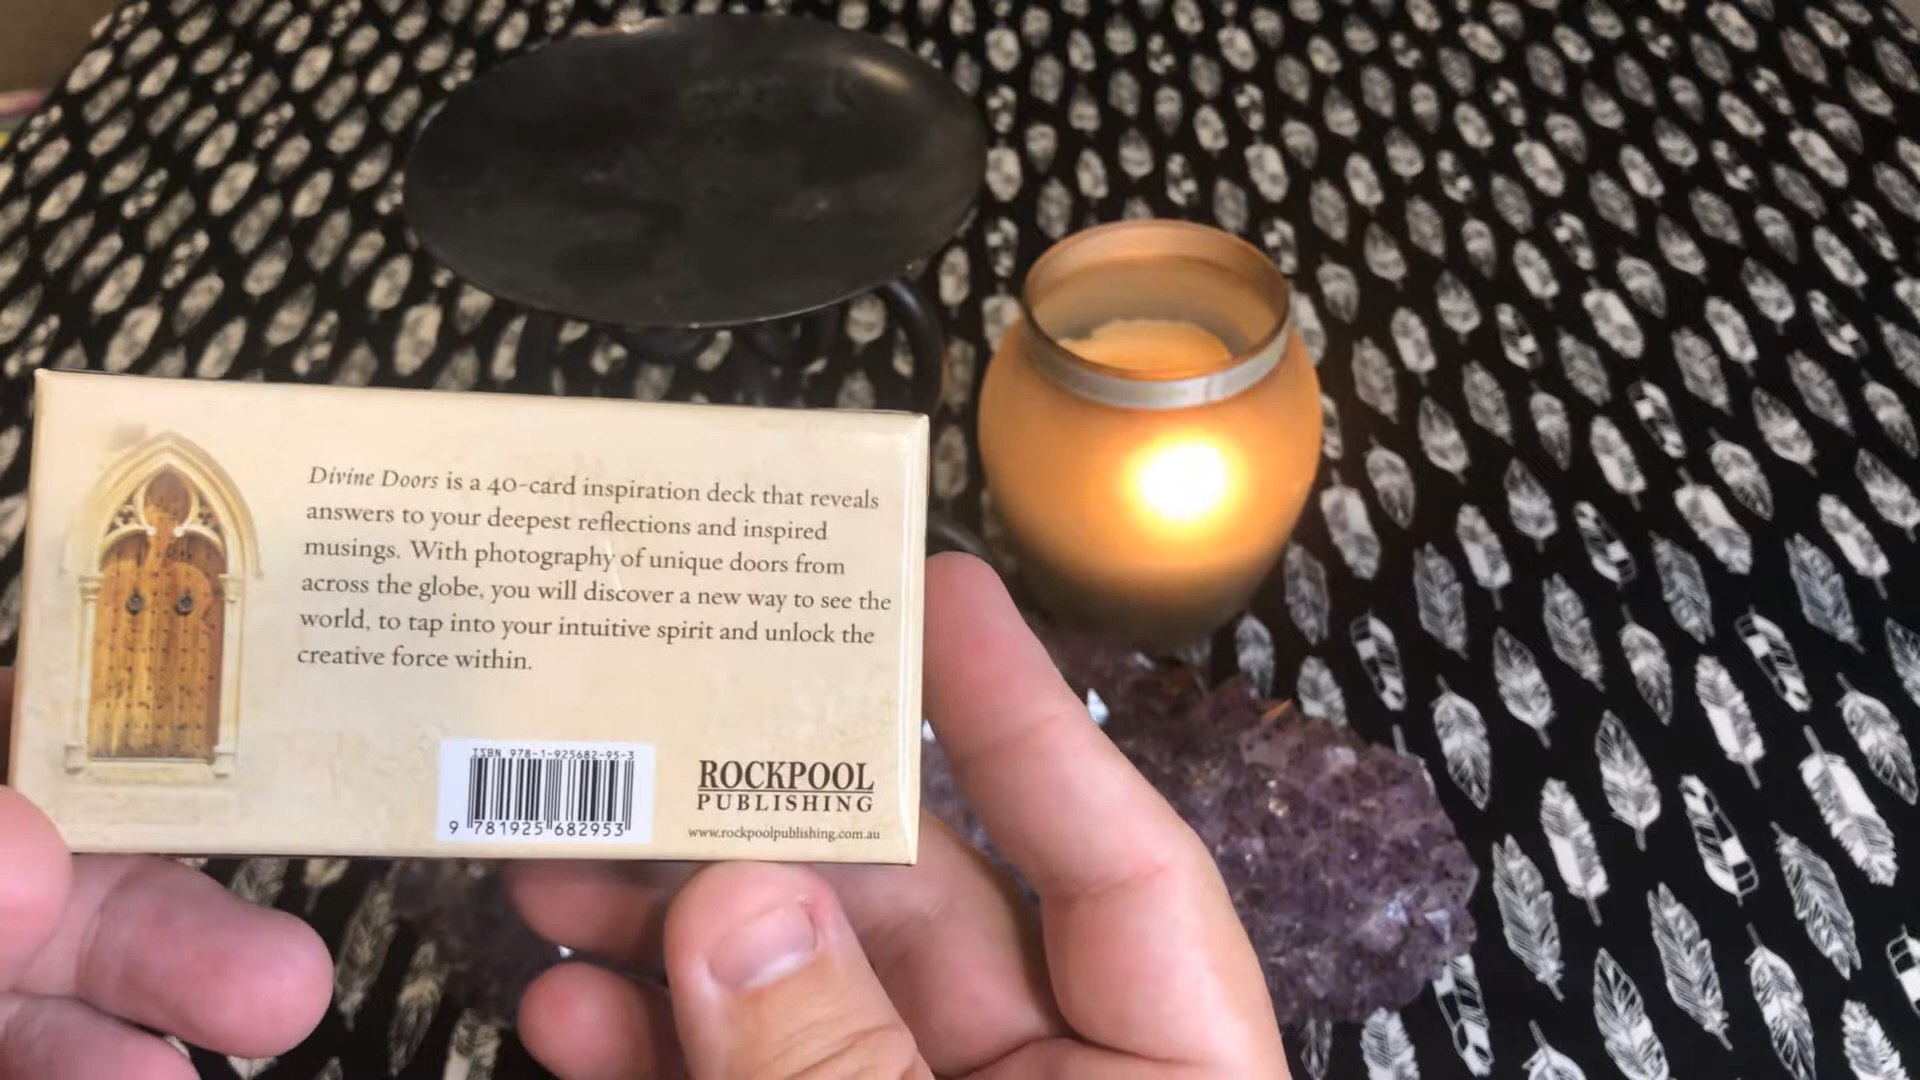 Divine Doors is a 40-card inspiration deck that reveals
answers to your deepest reflections and inspired
musings. With photography of unique doors from
across the globe, you will discover a new way to see the
world, to tap into your intuitive spirit and unlock the
creative force within.
ISBN 978-1-925682-95-3
9 781925 682953
ROCKPOOL
PUBLISHING
www.rockpoolpublishing.com.au